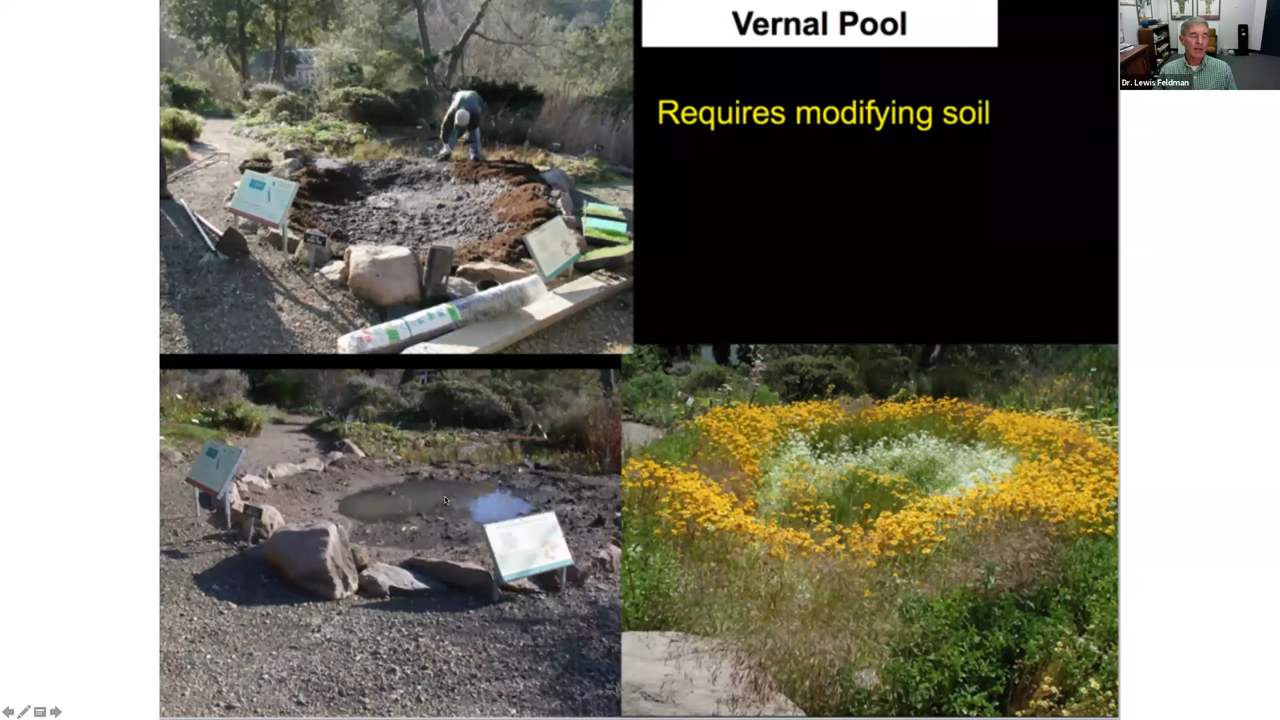 Vernal Pool
Requires modifying soil
Dr. Lewis Feldman